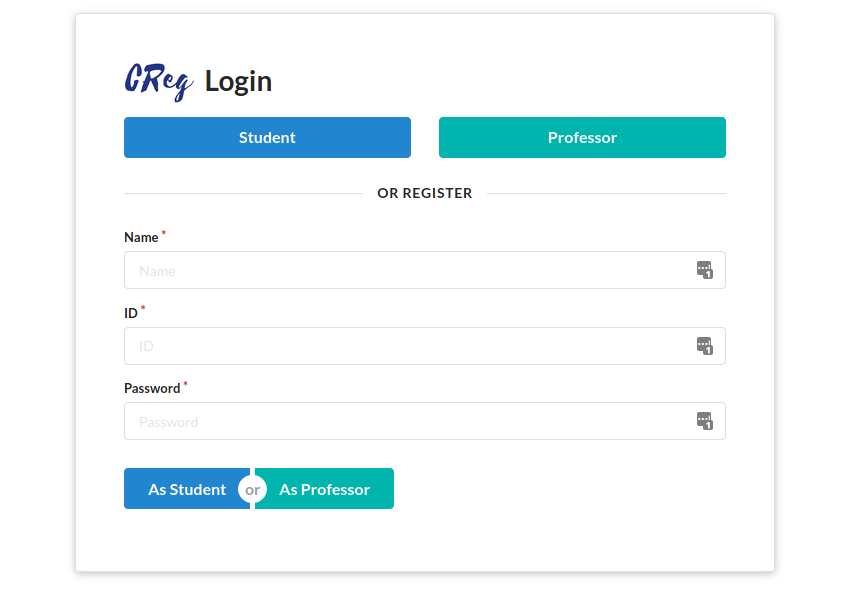 CReg Login
Student Professor
OR REGISTER
Name *
Name
ID *
ID
Password *
Password
As Student or As Professor